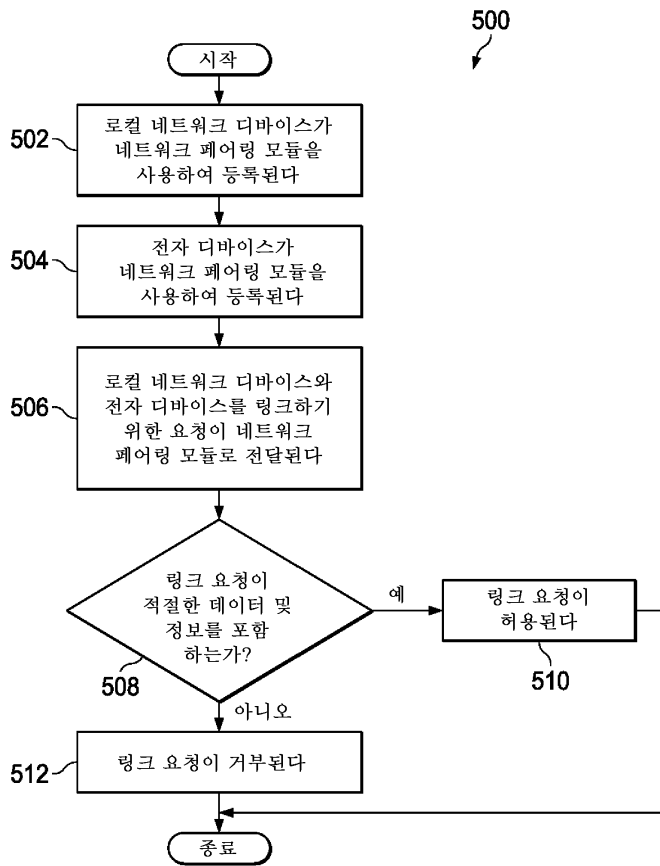 500
시작
502
로컬 네트워크 디바이스가
네트워크 페어링 모듈을
사용하여 등록된다
504
전자 디바이스가
네트워크 페어링 모듈을
사용하여 등록된다
506
로컬 네트워크 디바이스와
전자 디바이스를 링크하기
위한 요청이 네트워크
페어링 모듈로 전달된다
링크 요청이
적절한 데이터 및
정보를 포함
하는가?
508
예
링크 요청이
허용된다
510
아니오
512
링크 요청이 거부된다
종료